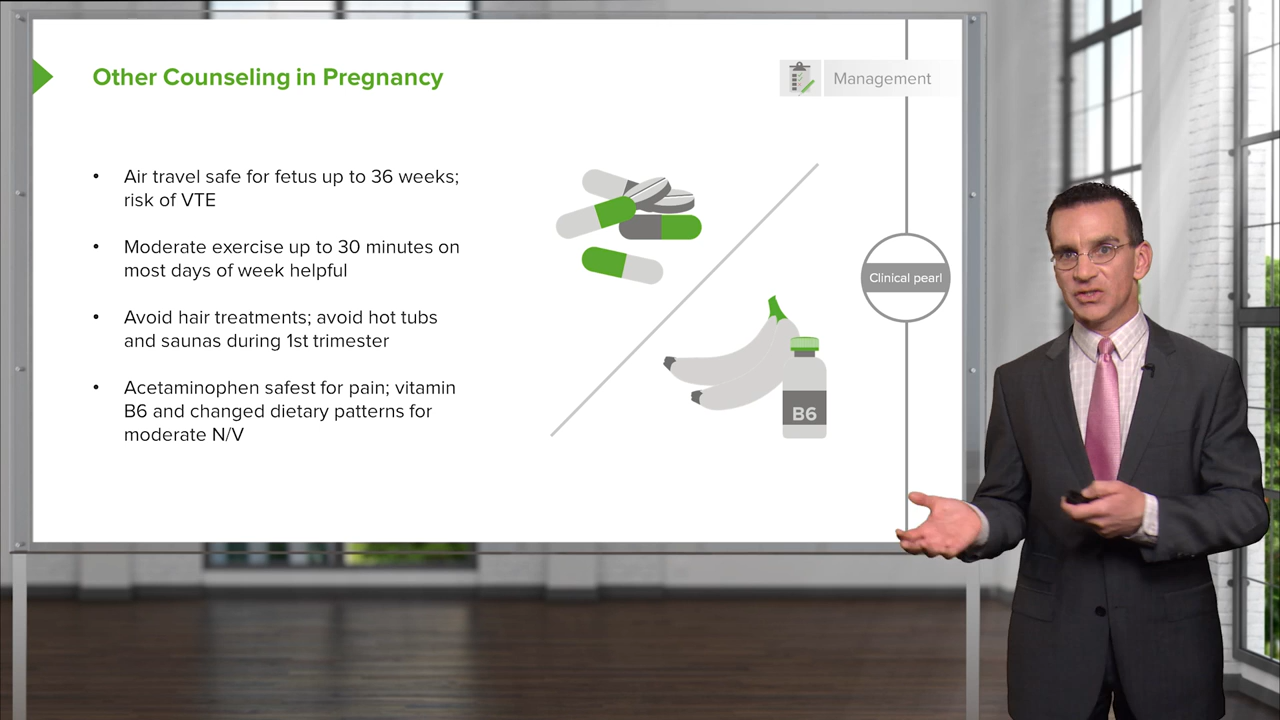 Other Counseling in Pregnancy
Management
• Air travel safe for fetus up to 36 weeks;
risk of VTE
• Moderate exercise up to 30 minutes on
most days of week helpful
• Avoid hair treatments; avoid hot tubs
and saunas during 1st trimester
• Acetaminophen safest for pain; vitamin
B6 and changed dietary patterns for
moderate N/V
Clinical pearl
B6